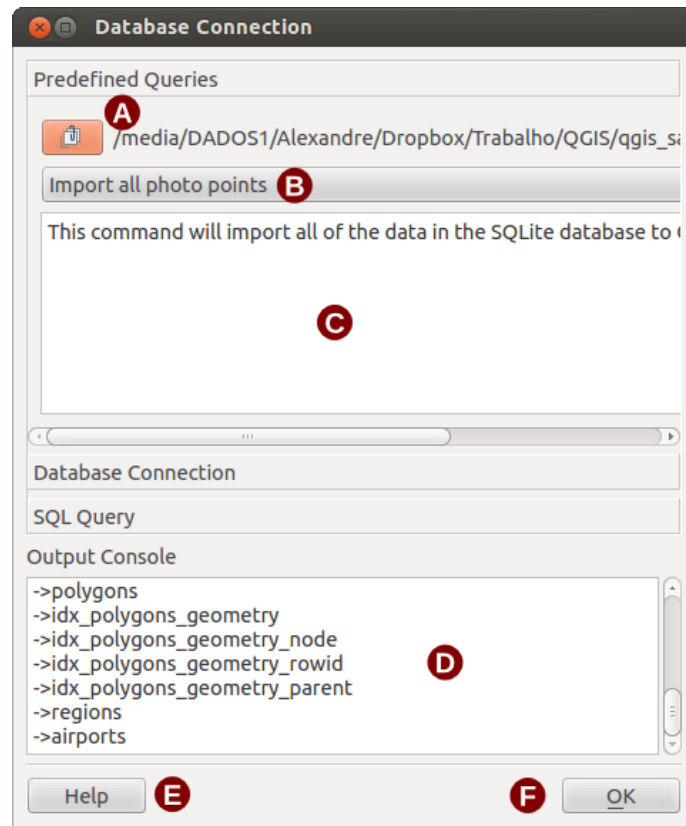 Database Connection
Predefined Queries
A
/media/DADOS1/Alexandre/Dropbox/Trabalho/QGIS/qgis_sa
Import all photo points B
This command will import all of the data in the SQLite database to
C
Database Connection
SQL Query
Output Console
->polygons
->idx_polygons_geometry
->idx_polygons_geometry_node
->idx_polygons_geometry_rowid
D
->idx_polygons_geometry_parent
->regions
->airports
Help E F OK